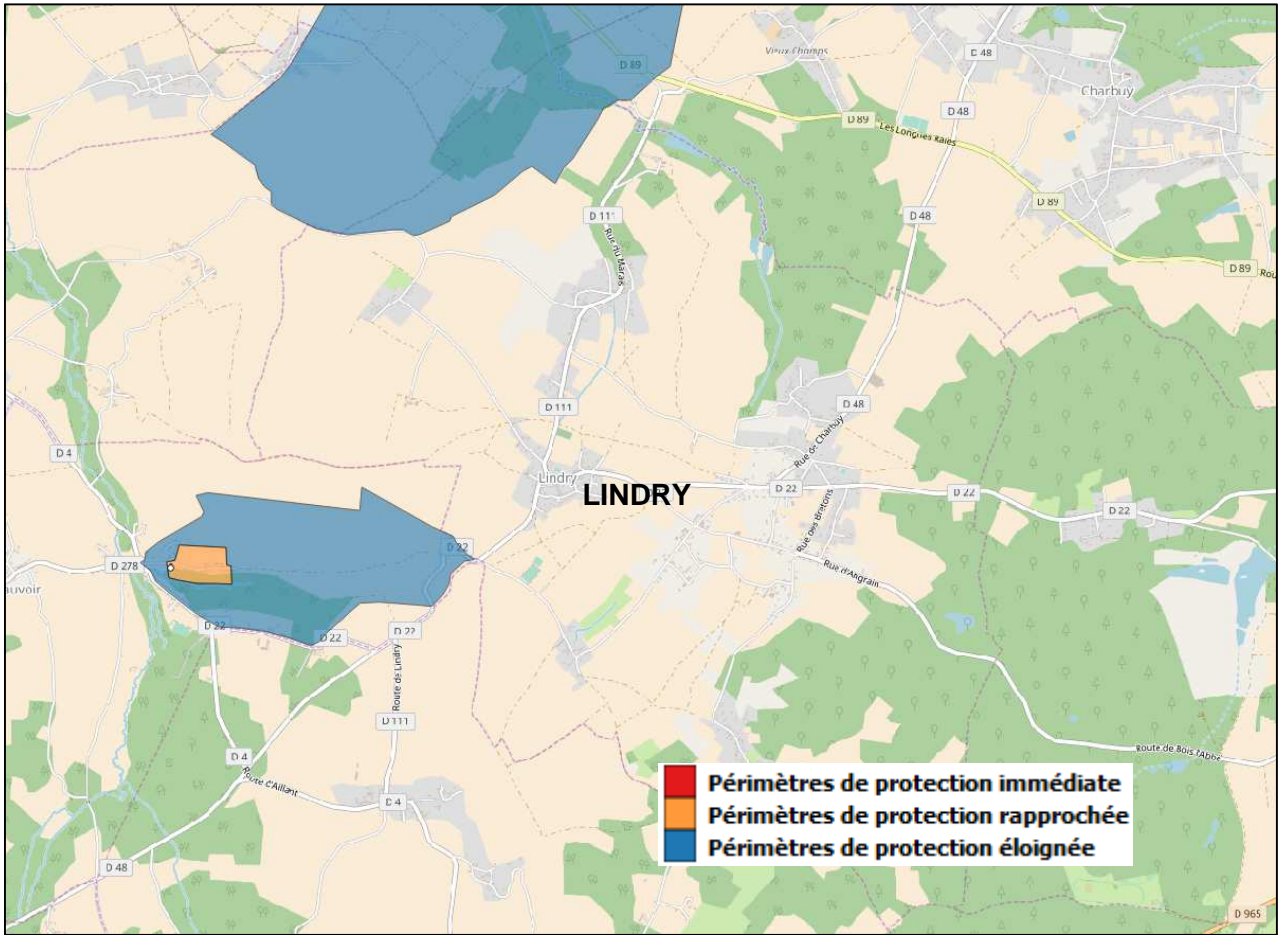 D 89
Vieux Champs
D 48
Charbuy
D 48
D 89
Les Longues Raies
D 89
D 111
D 48
Rue du Marais
D 89
D 111
D 48
D 4
Rue de Charbuy
Lindry
LINDRY
D 22
D 22
D 22
Rue des Bretons
D 22
D 278
Rue d'Angrain
auvoir
D 22
D 22
D 22
Route de Lindry
D 111
D 4
Route d'Aillant
D 4
Route de Bois l'Abbé
Périmètres de protection immédiate
Périmètres de protection rapprochée
Périmètres de protection éloignée
D 48
D 965